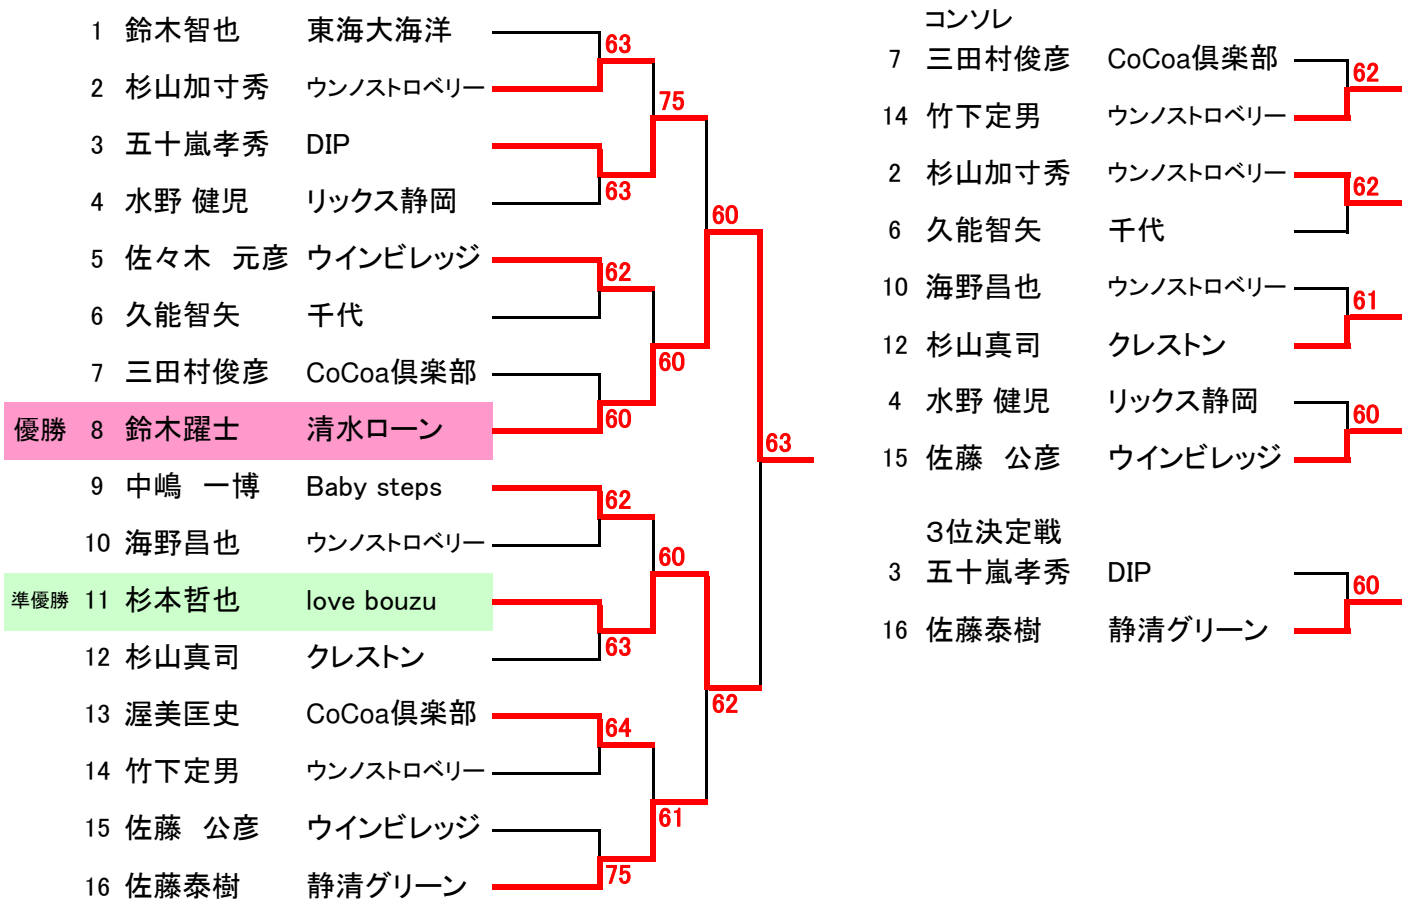 1 鈴木智也 東海大海洋
63
2 杉山加寸秀 ウンノストロベリー
75
3 五十嵐孝秀 DIP
63
4 水野 健児 リックス静岡
60
5 佐々木 元彦 ウインビレッジ
62
6 久能智矢 千代
60
7 三田村俊彦 CoCoa倶楽部
60
優勝 8 鈴木躍士 清水ローン
63
9 中嶋 一博 Baby steps
62
10 海野昌也 ウンノストロベリー
60
準優勝 11 杉本哲也 love bouzu
63
12 杉山真司 クレストン
62
13 渥美匡史 CoCoa倶楽部
64
14 竹下定男 ウンノストロベリー
61
15 佐藤 公彦 ウインビレッジ
75
16 佐藤泰樹 静清グリーン
コンソレ
7 三田村俊彦 CoCoa倶楽部
62
14 竹下定男 ウンノストロベリー
2 杉山加寸秀 ウンノストロベリー
62
6 久能智矢 千代
10 海野昌也 ウンノストロベリー
61
12 杉山真司 クレストン
4 水野 健児 リックス静岡
60
15 佐藤 公彦 ウインビレッジ
3位決定戦
3 五十嵐孝秀 DIP
60
16 佐藤泰樹 静清グリーン